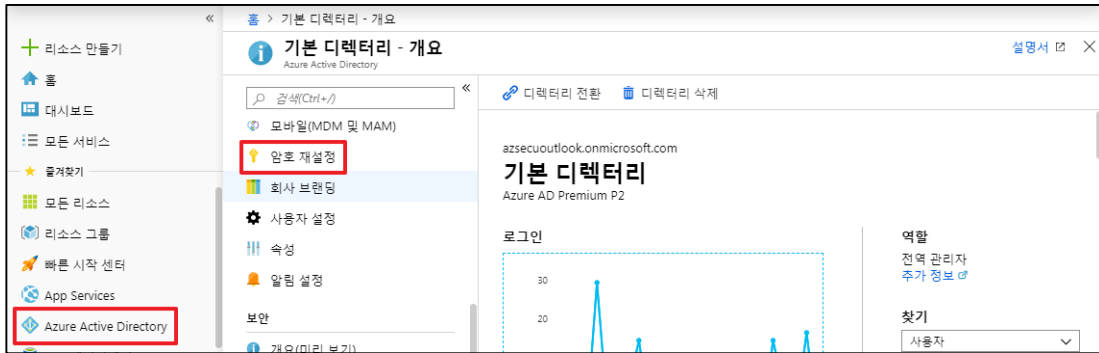 홈 > 기본 디렉터리 - 개요
리소스 만들기
홈
대시보드
모든 서비스
즐겨찾기
모든 리소스
리소스 그룹
빠른 시작 센터
App Services
Azure Active Directory
기본 디렉터리 - 개요
Azure Active Directory
설명서
검색(Ctrl+/)
모바일(MDM 및 MAM)
암호 재설정
회사 브랜딩
사용자 설정
속성
알림 설정
보안
개요(미리 보기)
디렉터리 전환
디렉터리 삭제
azsecuoutlook.onmicrosoft.com
기본 디렉터리
Azure AD Premium P2
로그인
30
20
역할
전역 관리자
추가 정보
찾기
사용자